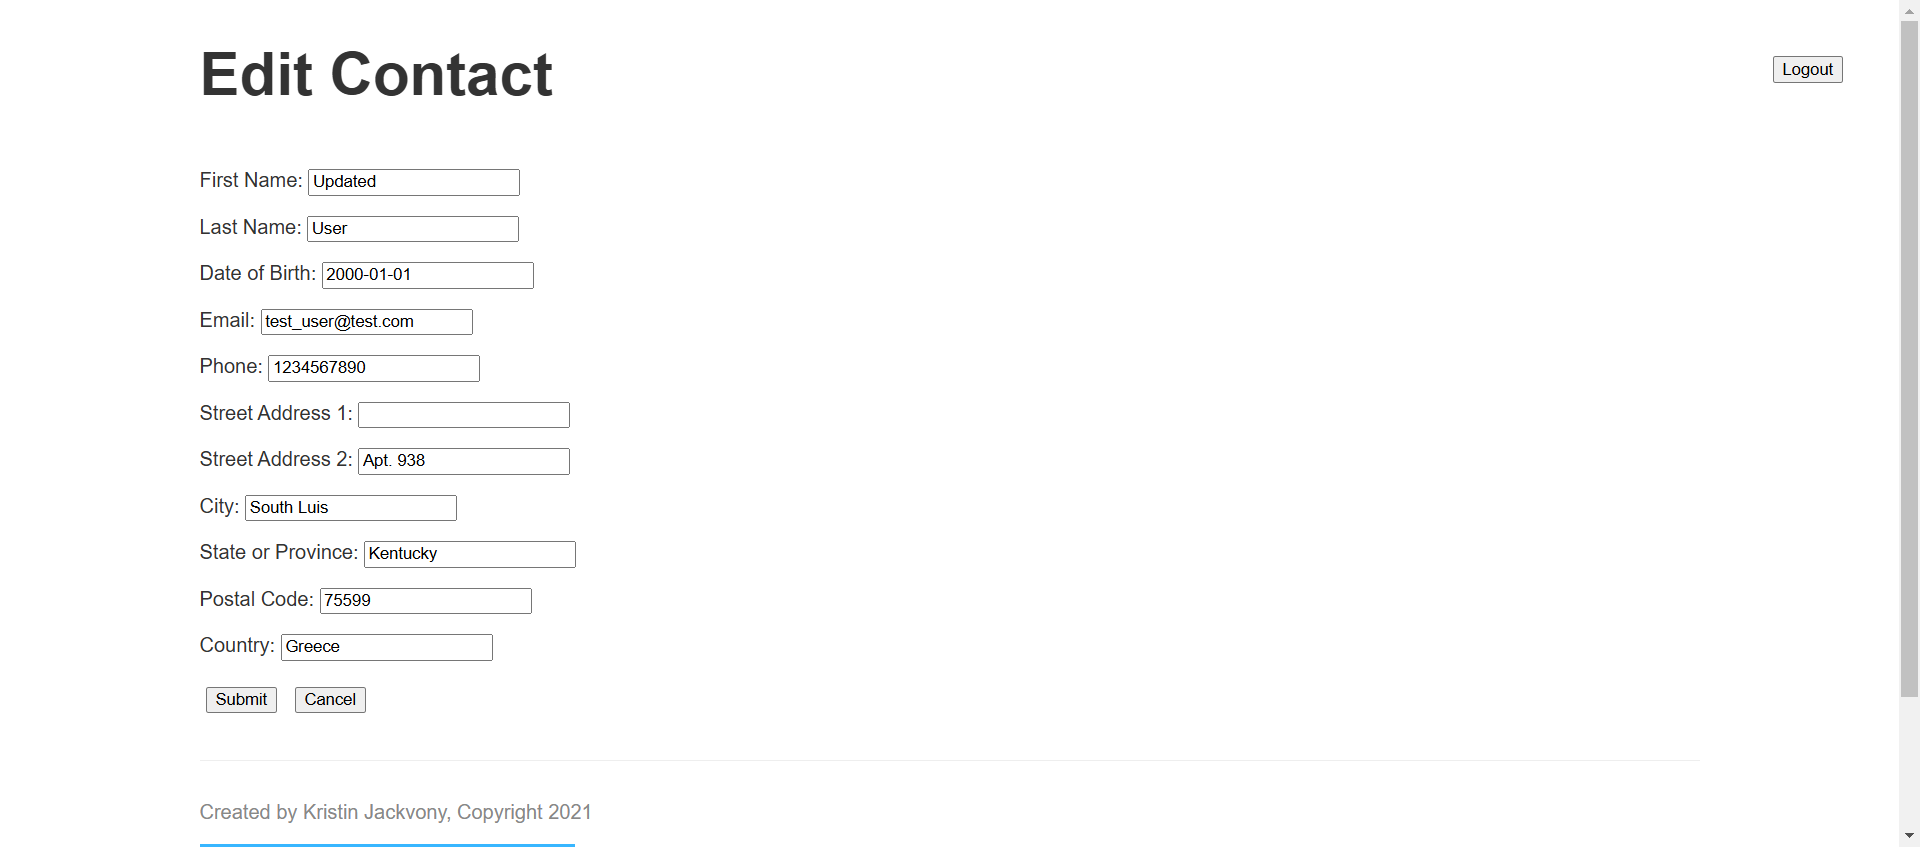 Edit Contact
Logout
First Name: Updated
Last Name: User
Date of Birth: 2000-01-01
Email: test_user@test.com
Phone: 1234567890
Street Address 1:
Street Address 2: Apt. 938
City: South Luis
State or Province: Kentucky
Postal Code: 75599
Country: Greece
Submit Cancel
Created by Kristin Jackvony, Copyright 2021